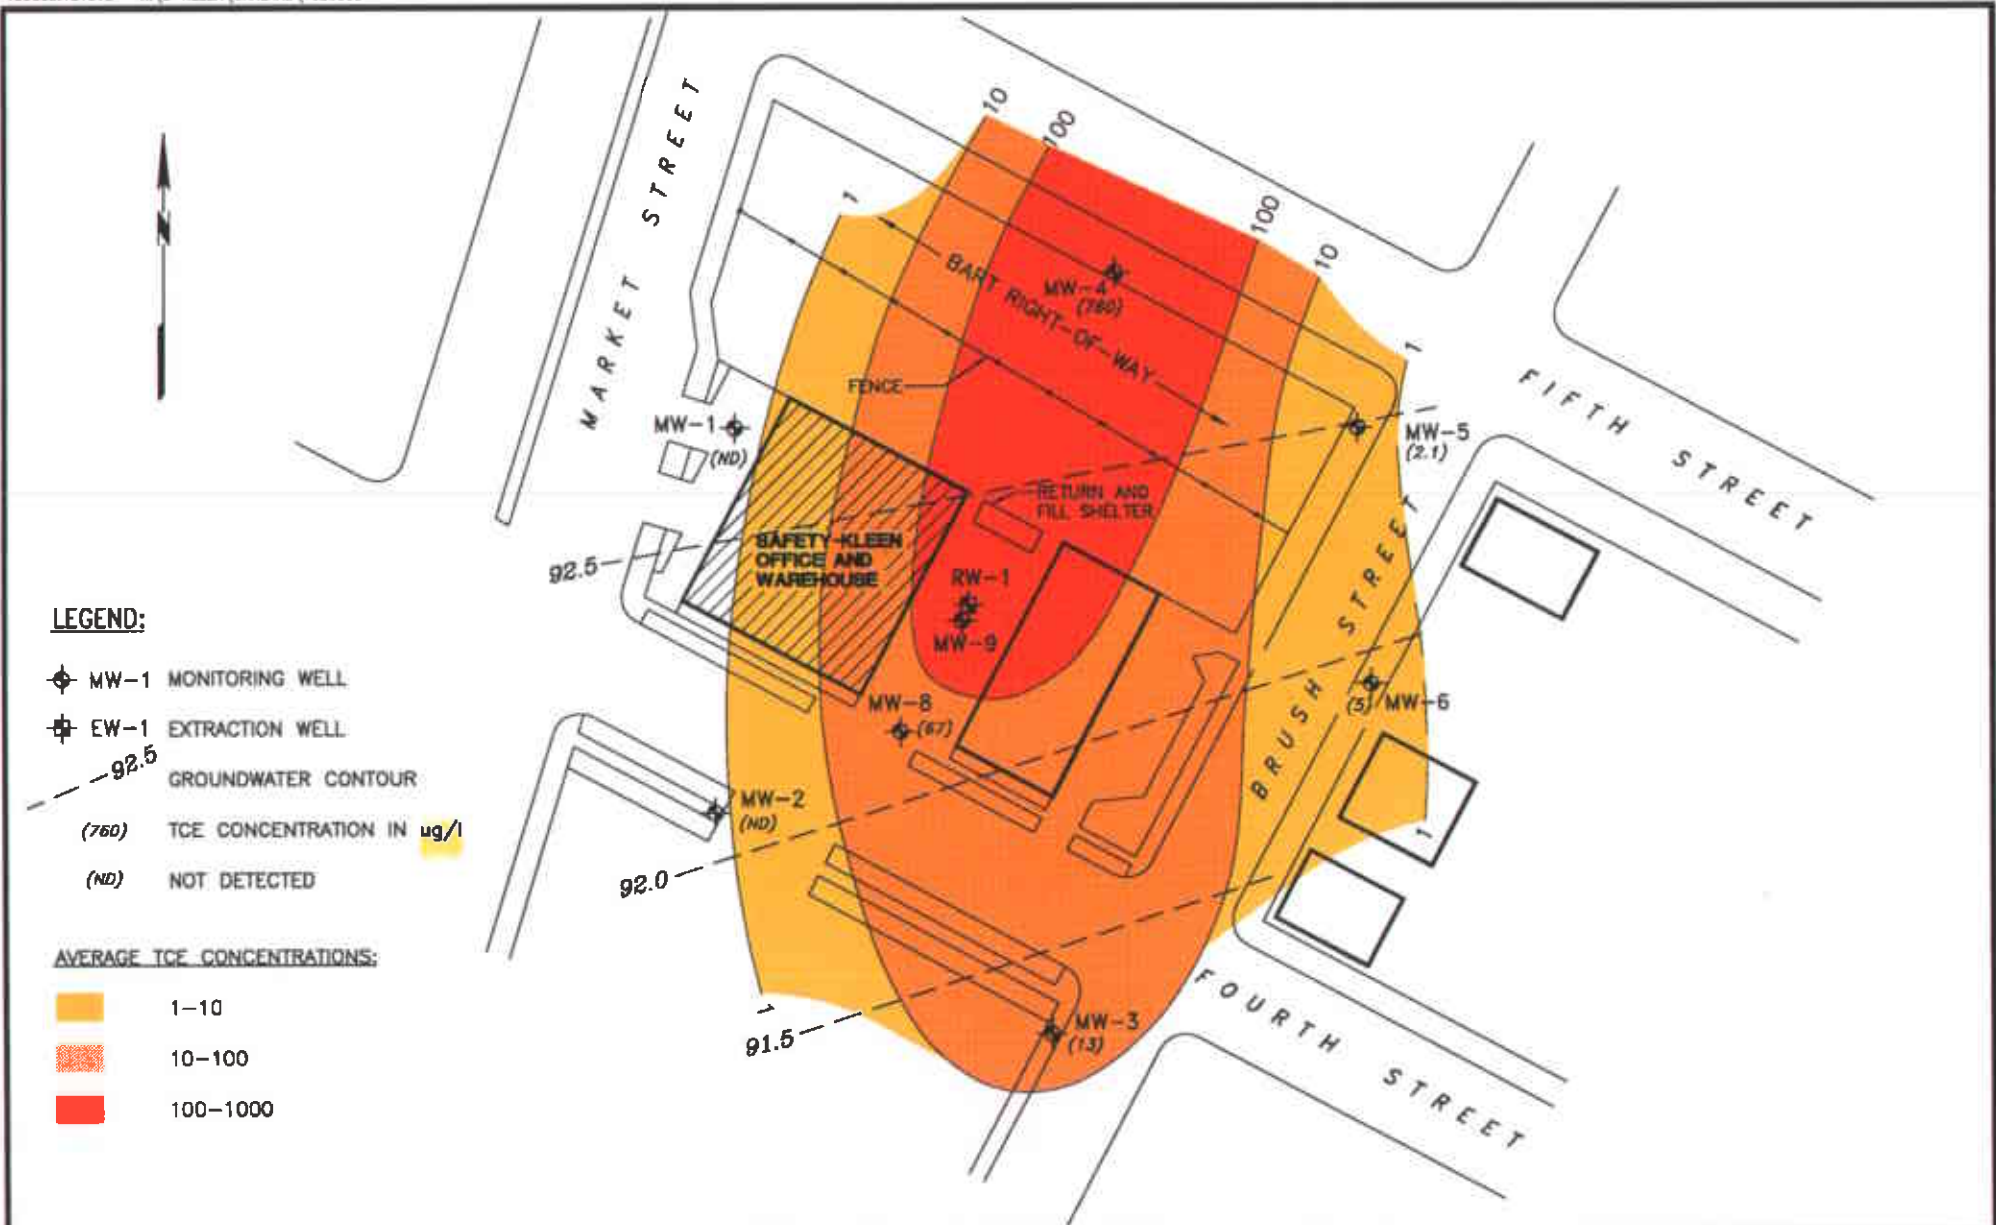 10
100
1
100
10
1
MARKET STREET
BART RIGHT-OF-WAY
MW-4
(760)
FENCE
FIFTH STREET
MW-1
(ND)
MW-5
(2.1)
RETURN AND
FILL SHELTER
SAFETY-KLEEN
OFFICE AND
WAREHOUSE
92.5
RW-1
MW-9
BRUSH STREET
MW-6
(5)
MW-8
(67)
MW-2
(ND)
92.0
1
1
91.5
MW-3
(13)
FOURTH STREET
N
LEGEND:
MW-1 MONITORING WELL
EW-1 EXTRACTION WELL
92.5 GROUNDWATER CONTOUR
(760) TCE CONCENTRATION IN ug/l
(ND) NOT DETECTED
AVERAGE TCE CONCENTRATIONS:
1-10
10-100
100-1000